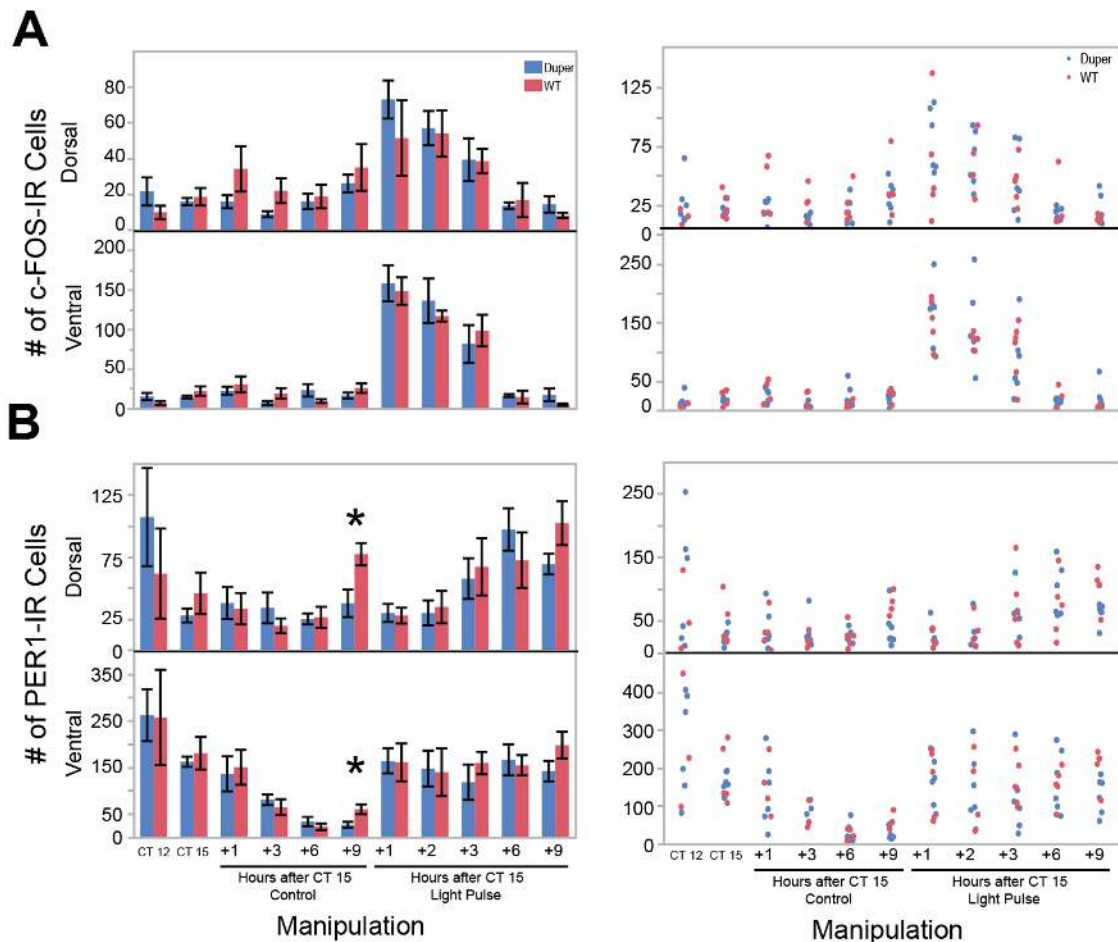 A
# of c-FOS-IR Cells
Dorsal
80
60
40
20
0
Duper
WT
Ventral
200
150
100
50
0
125
75
25
Duper
WT
0
250
150
50
0
B
# of PER1-IR Cells
Dorsal
125
75
25
0
*
Ventral
350
250
150
50
0
*
CT 12 CT 15 +1 +3 +6 +9 +1 +2 +3 +6 +9
Hours after CT 15 Hours after CT 15
Control Light Pulse
Manipulation
250
150
50
0
400
300
200
100
0
CT 12 CT 15 +1 +3 +6 +9 +1 +2 +3 +6 +9
Hours after CT 15 Hours after CT 15
Control Light Pulse
Manipulation